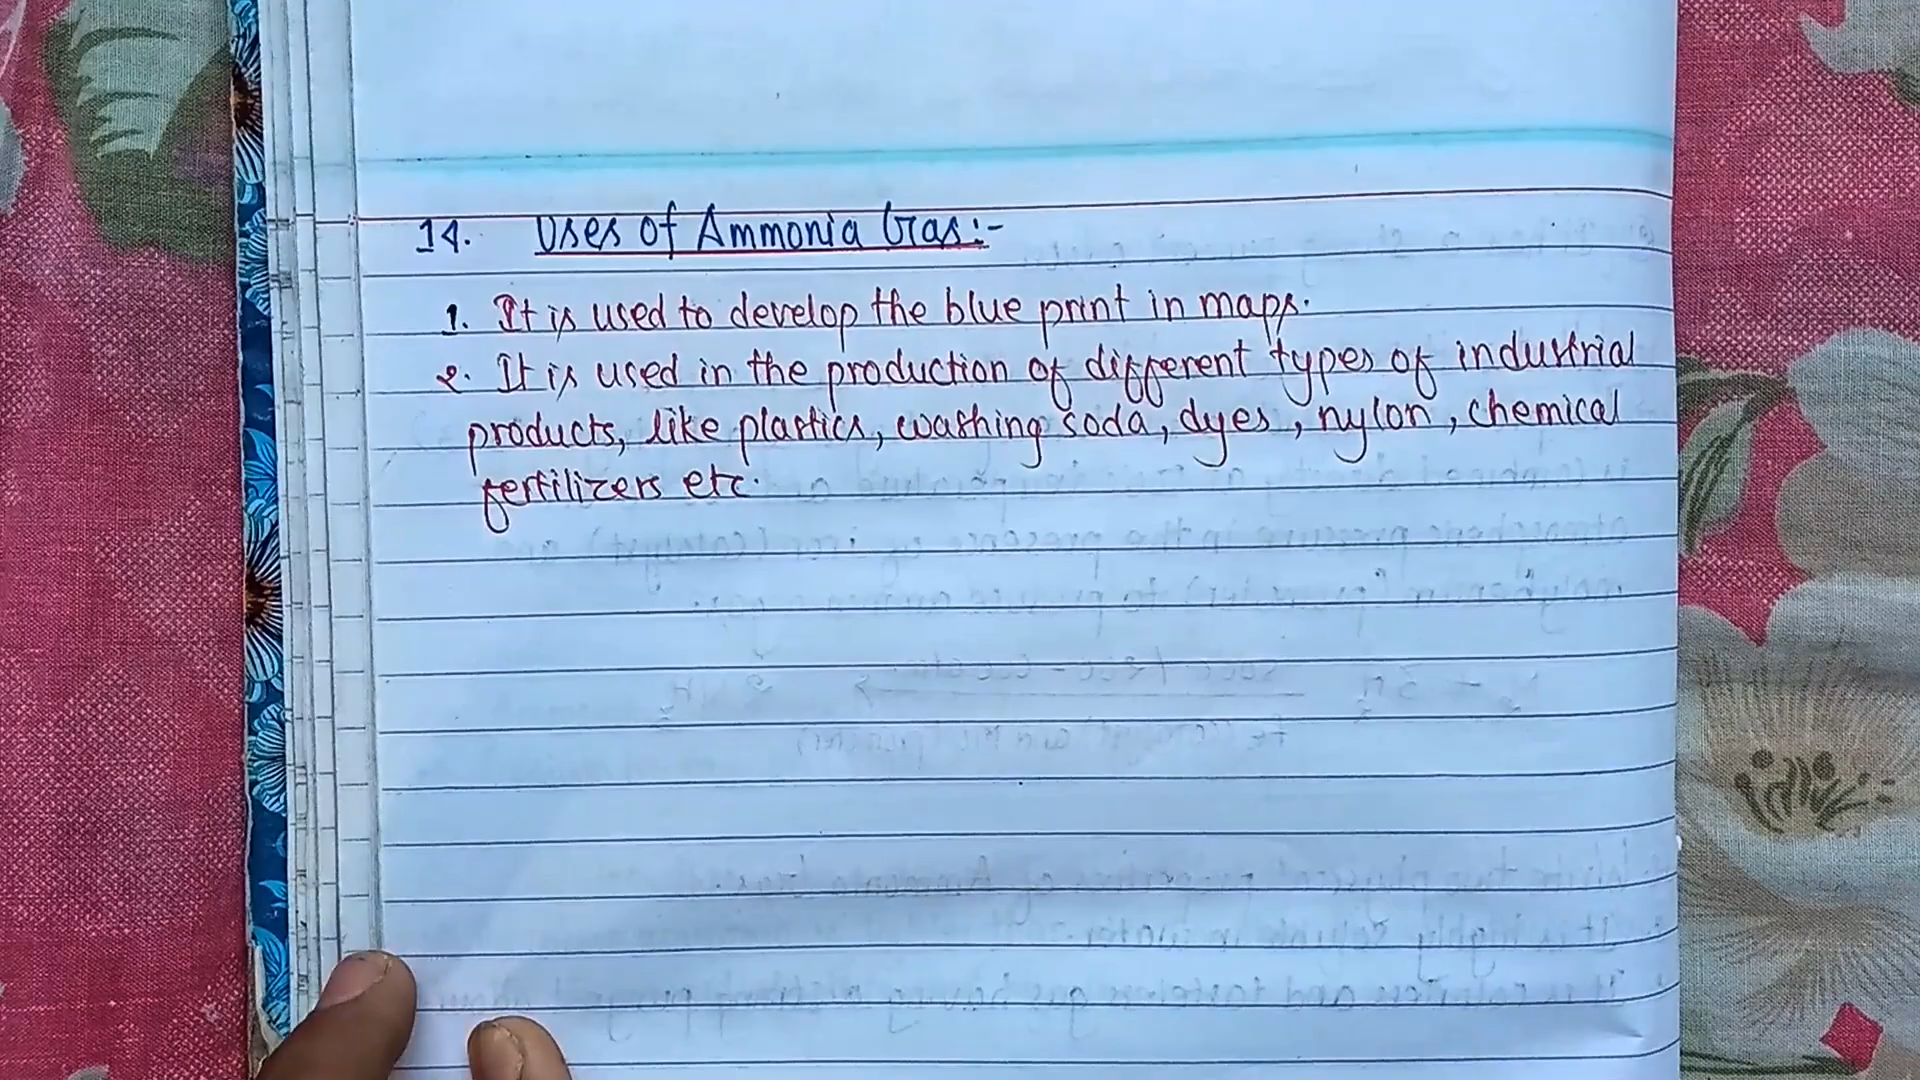 14. Uses of Ammonia Gas:-
1. It is used to develop the blue print in maps.
2. It is used in the production of different types of industrial
products, like plastics, washing soda, dyes, nylon, chemical
fertilizers etc.